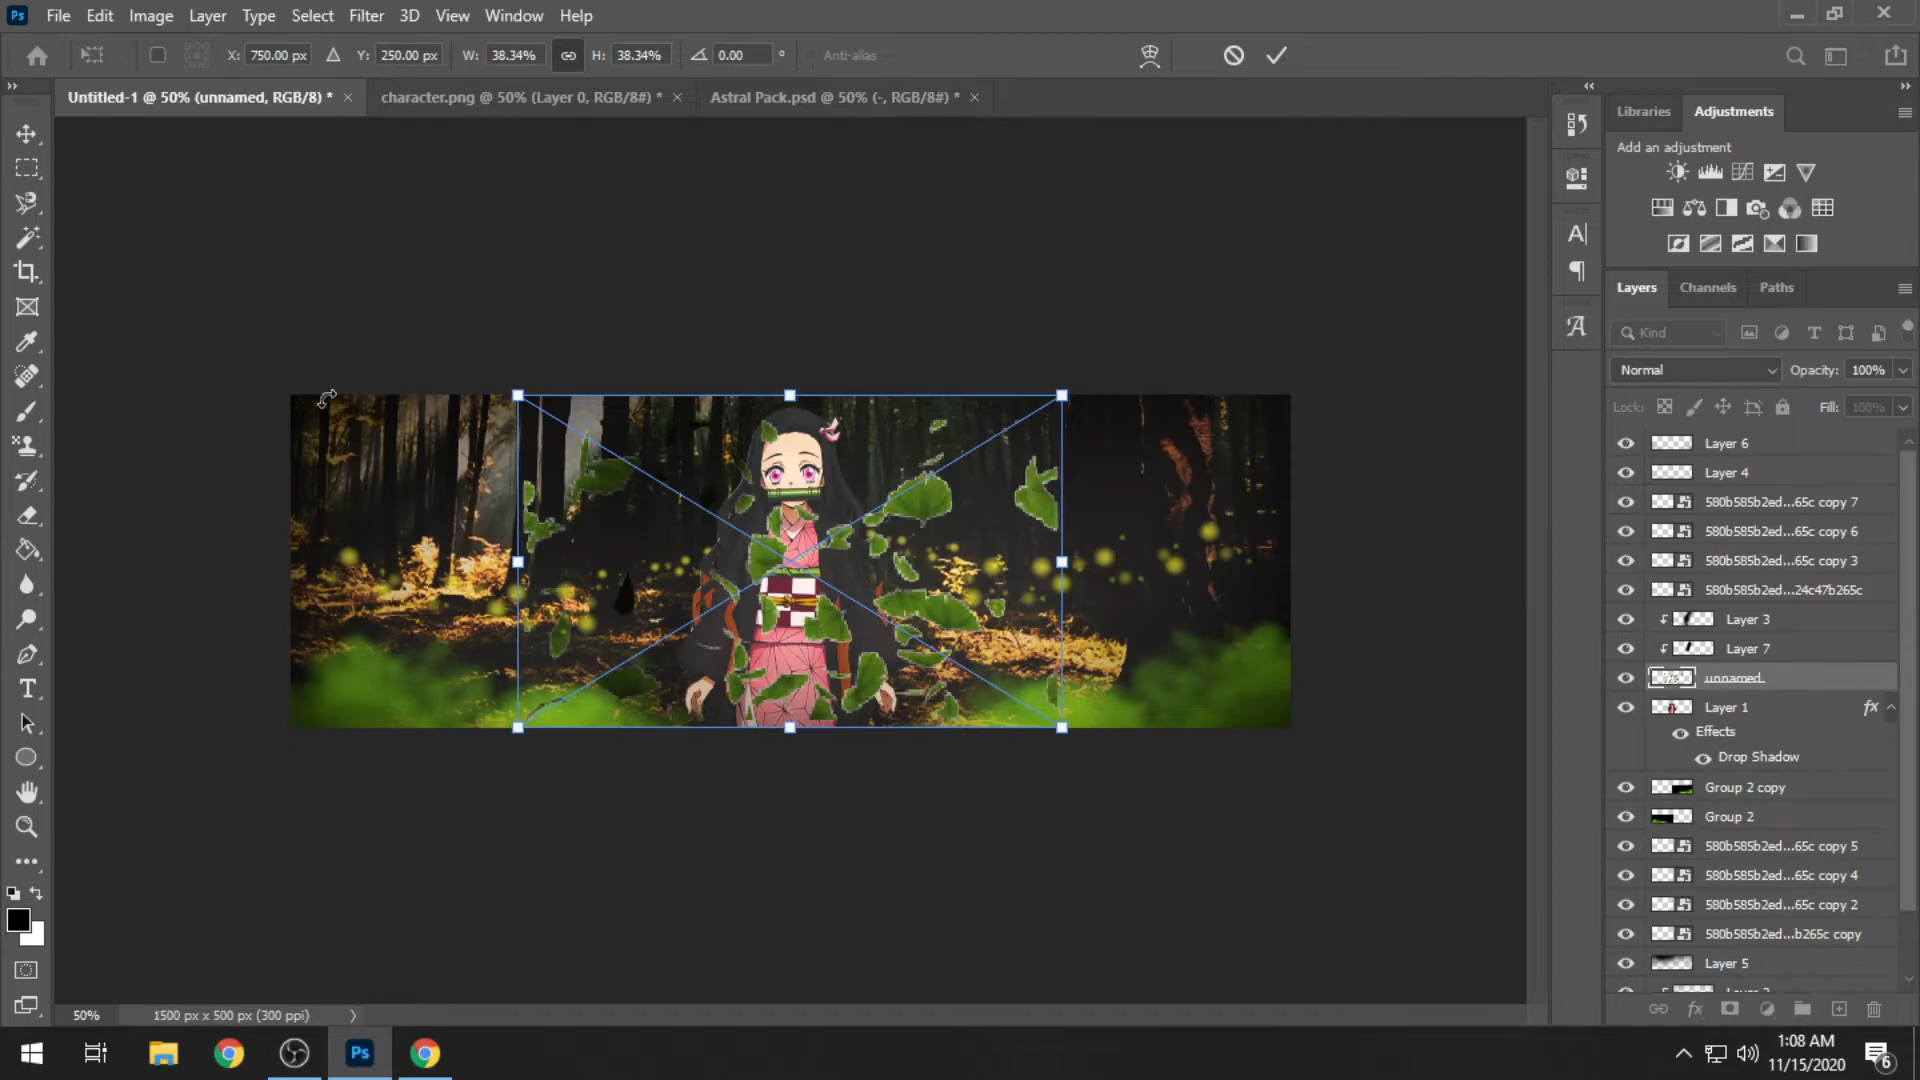 Ps File Edit Image Layer Type Select Filter 3D View Window Help
X: 750.00 px Y: 250.00 px W: 38.34% H: 38.34% 0.00 ° Anti-alias
Untitled-1 @ 50% (unnamed, RGB/8) * character.png @ 50% (Layer 0, RGB/8#) * Astral Pack.psd @ 50% (-, RGB/8#) *
Libraries Adjustments
Add an adjustment
Layers Channels Paths
Kind
Normal Opacity: 100%
Lock: Fill: 100%
Layer 6
Layer 4
580b585b2ed...65c copy 7
580b585b2ed...65c copy 6
580b585b2ed...65c copy 3
580b585b2ed...24c47b265c
Layer 3
Layer 7
unnamed
Layer 1 fx
Effects
Drop Shadow
Group 2 copy
Group 2
580b585b2ed...65c copy 5
580b585b2ed...65c copy 4
580b585b2ed...65c copy 2
580b585b2ed...b265c copy
Layer 5
50% 1500 px x 500 px (300 ppi)
fx
Ps
1:08 AM
11/15/2020
6